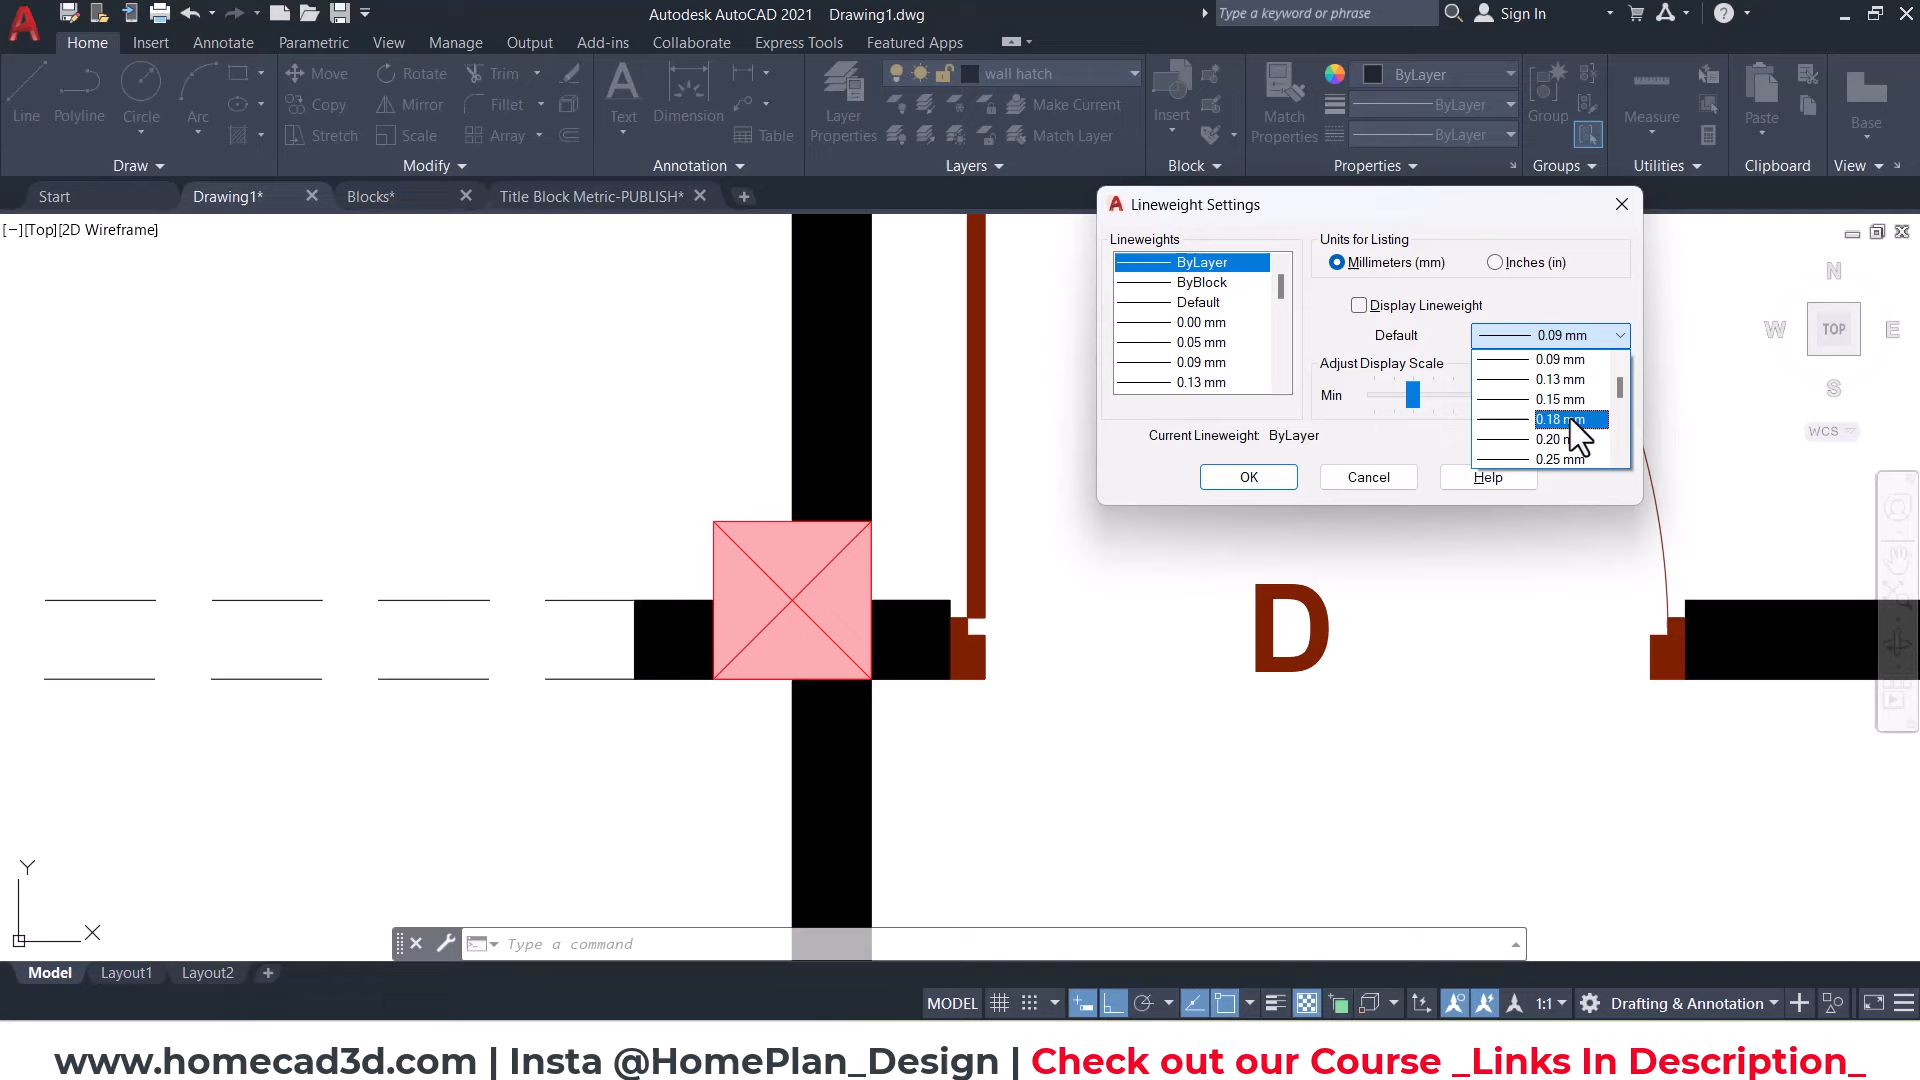 Autodesk AutoCAD 2021 Drawing1.dwg
Type a keyword or phrase
Sign In
Home Insert Annotate Parametric View Manage Output Add-ins Collaborate Express Tools Featured Apps
Line Polyline Circle Arc
Move Rotate Trim
Copy Mirror Fillet
Stretch Scale Array
Text Dimension Table
Layer Properties
wall hatch
Make Current
Match Layer
Insert
Match Properties
ByLayer
ByLayer
ByLayer
Group
Measure
Paste
Base
Draw Modify Annotation Layers Block Properties Groups Utilities Clipboard View
Start Drawing1* Blocks* Title Block Metric-PUBLISH*
[−][Top][2D Wireframe]
Lineweight Settings
Lineweights
ByLayer
ByBlock
Default
0.00 mm
0.05 mm
0.09 mm
0.13 mm
Units for Listing
Millimeters (mm) Inches (in)
Display Lineweight
Default 0.09 mm
0.09 mm
0.13 mm
0.15 mm
0.18 mm
0.20
0.25 mm
Adjust Display Scale
Min
Current Lineweight: ByLayer
OK Cancel Help
N
W TOP E
S
WCS
D
Y
X
Type a command
Model Layout1 Layout2
MODEL 1:1 Drafting & Annotation
www.homecad3d.com | Insta @HomePlan_Design | Check out our Course _Links In Description_